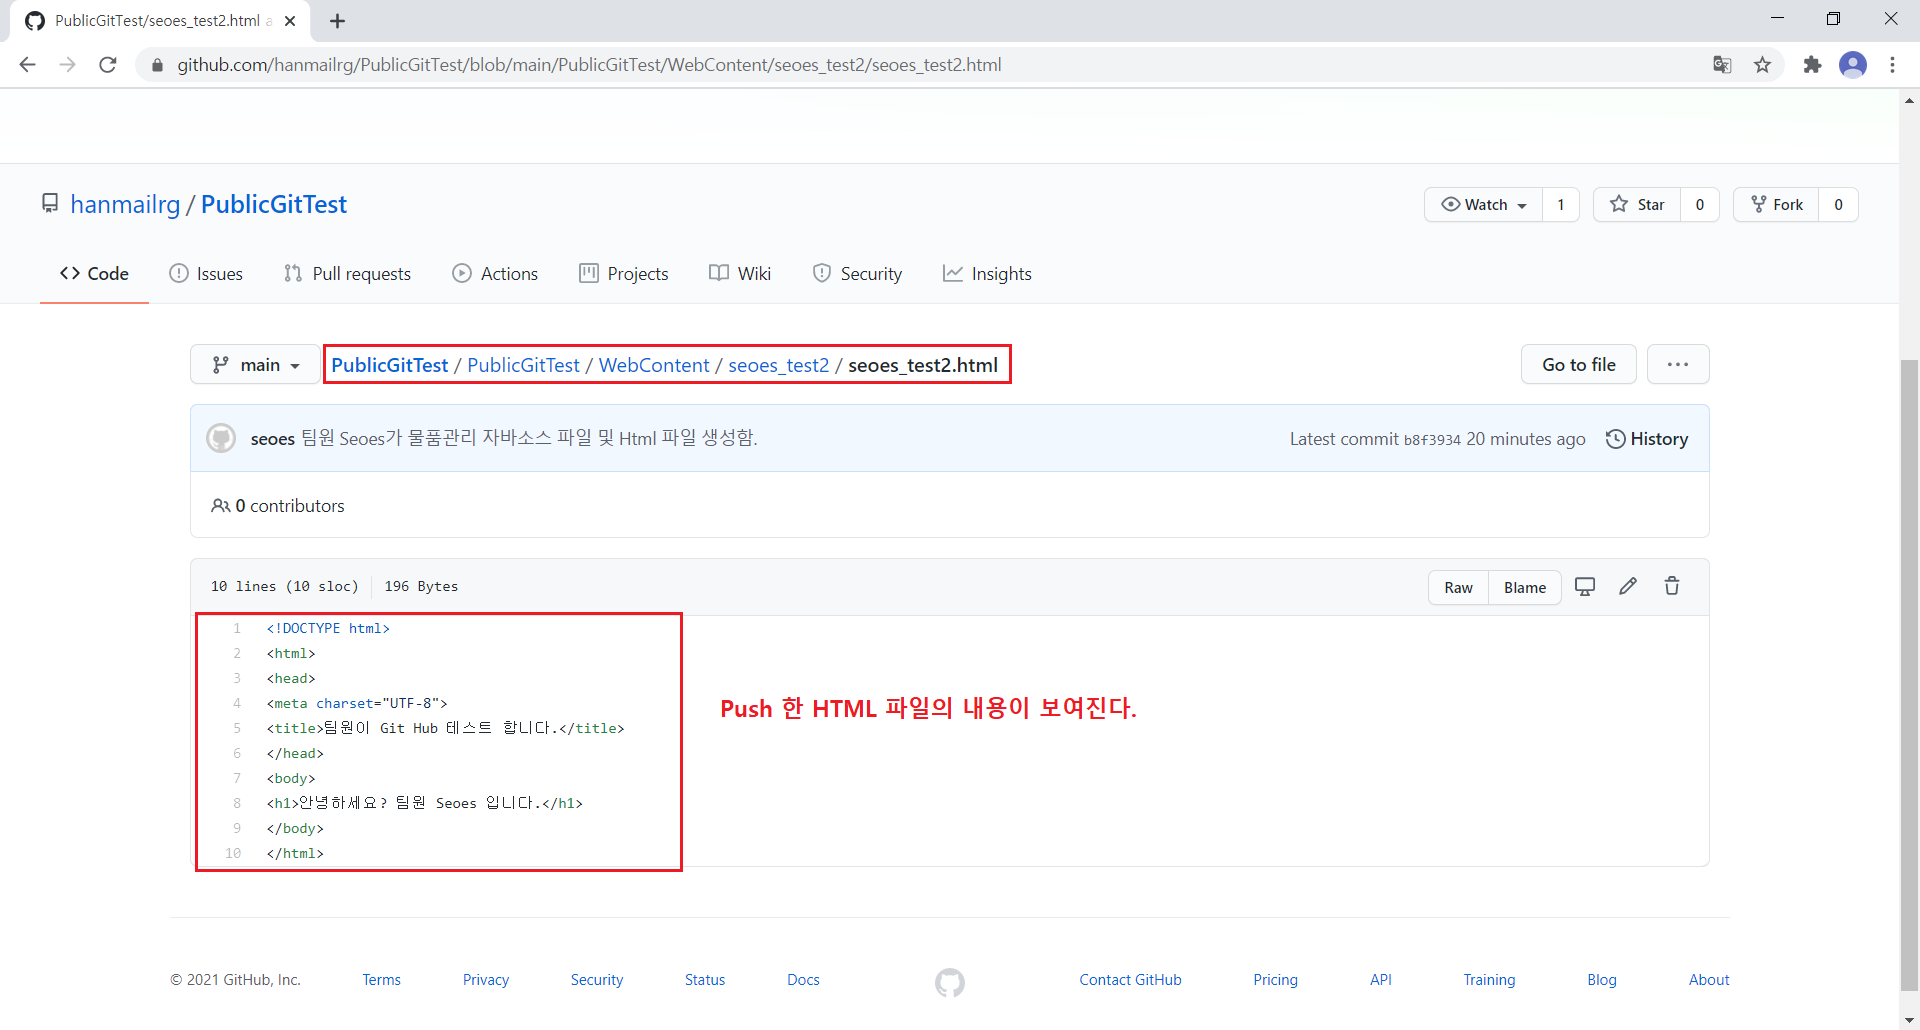 PublicGitTest/seoes_test2.html a
github.com/hanmailrg/PublicGitTest/blob/main/PublicGitTest/WebContent/seoes_test2/seoes_test2.html
hanmailrg / PublicGitTest
Watch 1 Star 0 Fork 0
Code Issues Pull requests Actions Projects Wiki Security Insights
main PublicGitTest / PublicGitTest / WebContent / seoes_test2 / seoes_test2.html Go to file ...
seoes 팀원 Seoes가 물품관리 자바소스 파일 및 Html 파일 생성함. Latest commit b8f3934 20 minutes ago History
0 contributors
10 lines (10 sloc) 196 Bytes Raw Blame
1 <!DOCTYPE html>
2 <html>
3 <head>
4 <meta charset="UTF-8">
5 <title>팀원이 Git Hub 테스트 합니다.</title>
6 </head>
7 <body>
8 <h1>안녕하세요? 팀원 Seoes 입니다.</h1>
9 </body>
10 </html>
Push 한 HTML 파일의 내용이 보여진다.
© 2021 GitHub, Inc. Terms Privacy Security Status Docs Contact GitHub Pricing API Training Blog About